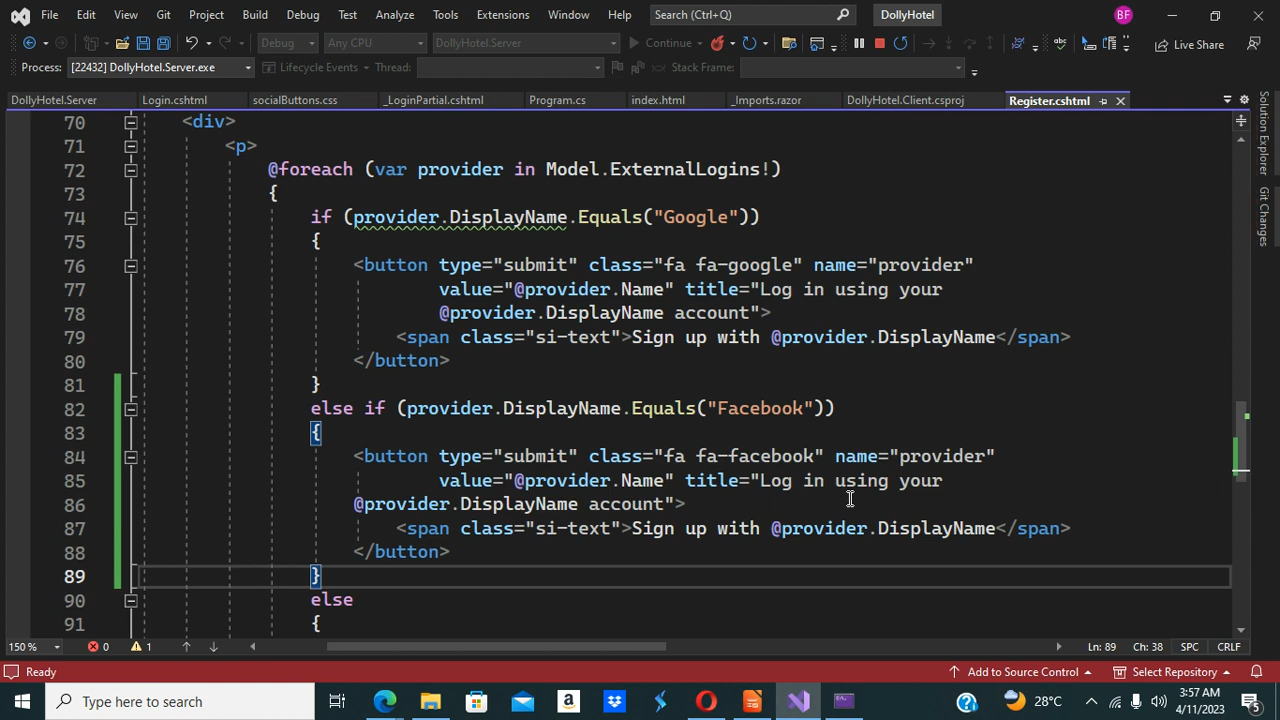 File Edit View Git Project Build Debug Test Analyze Tools Extensions Window Help Search (Ctrl+Q) DollyHotel BF
Debug Any CPU DollyHotel.Server Continue Live Share
Process: [22432] DollyHotel.Server.exe Lifecycle Events Thread: Stack Frame:
DollyHotel.Server Login.cshtml socialButtons.css _LoginPartial.cshtml Program.cs index.html _Imports.razor DollyHotel.Client.csproj Register.cshtml
70 <div>
71 <p>
72 @foreach (var provider in Model.ExternalLogins!)
73 {
74 if (provider.DisplayName.Equals("Google"))
75 {
76 <button type="submit" class="fa fa-google" name="provider"
77 value="@provider.Name" title="Log in using your
78 @provider.DisplayName account">
79 <span class="si-text">Sign up with @provider.DisplayName</span>
80 </button>
81 }
82 else if (provider.DisplayName.Equals("Facebook"))
83 {
84 <button type="submit" class="fa fa-facebook" name="provider"
85 value="@provider.Name" title="Log in using your
86 @provider.DisplayName account">
87 <span class="si-text">Sign up with @provider.DisplayName</span>
88 </button>
89 }
90 else
91 {
Solution Explorer
Git Changes
150 % 0 1 Ln: 89 Ch: 38 SPC CRLF
Ready Add to Source Control Select Repository
Type here to search 28°C 3:57 AM
4/11/2023 5